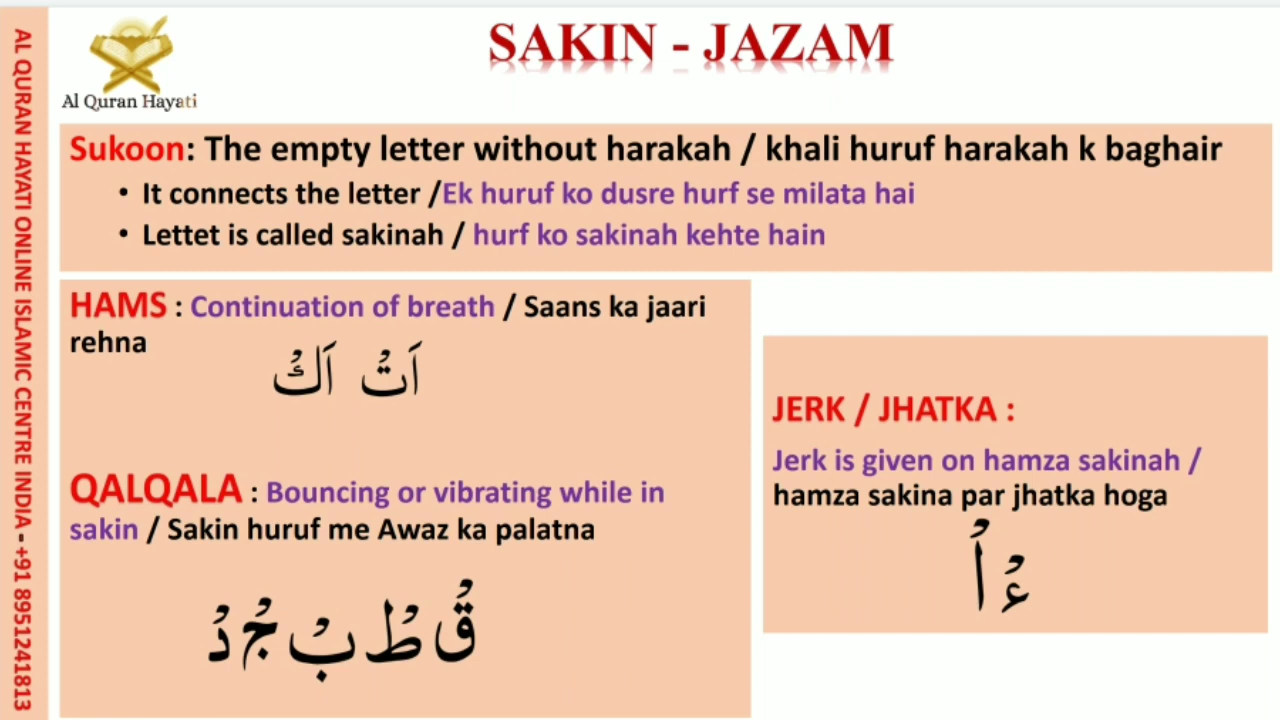 AL QURAN HAYATI ONLINE ISLAMIC CENTRE INDIA - +91 8951241813
Al Quran Hayati
SAKIN - JAZAM
Sukoon: The empty letter without harakah / khali huruf harakah k baghair
• It connects the letter /Ek huruf ko dusre hurf se milata hai
• Lettet is called sakinah / hurf ko sakinah kehte hain
HAMS : Continuation of breath / Saans ka jaari
rehna
اَتْ اَكْ
QALQALA : Bouncing or vibrating while in
sakin / Sakin huruf me Awaz ka palatna
قْ طْ بْ جْ دْ
JERK / JHATKA :
Jerk is given on hamza sakinah /
hamza sakina par jhatka hoga
ءْ اْ